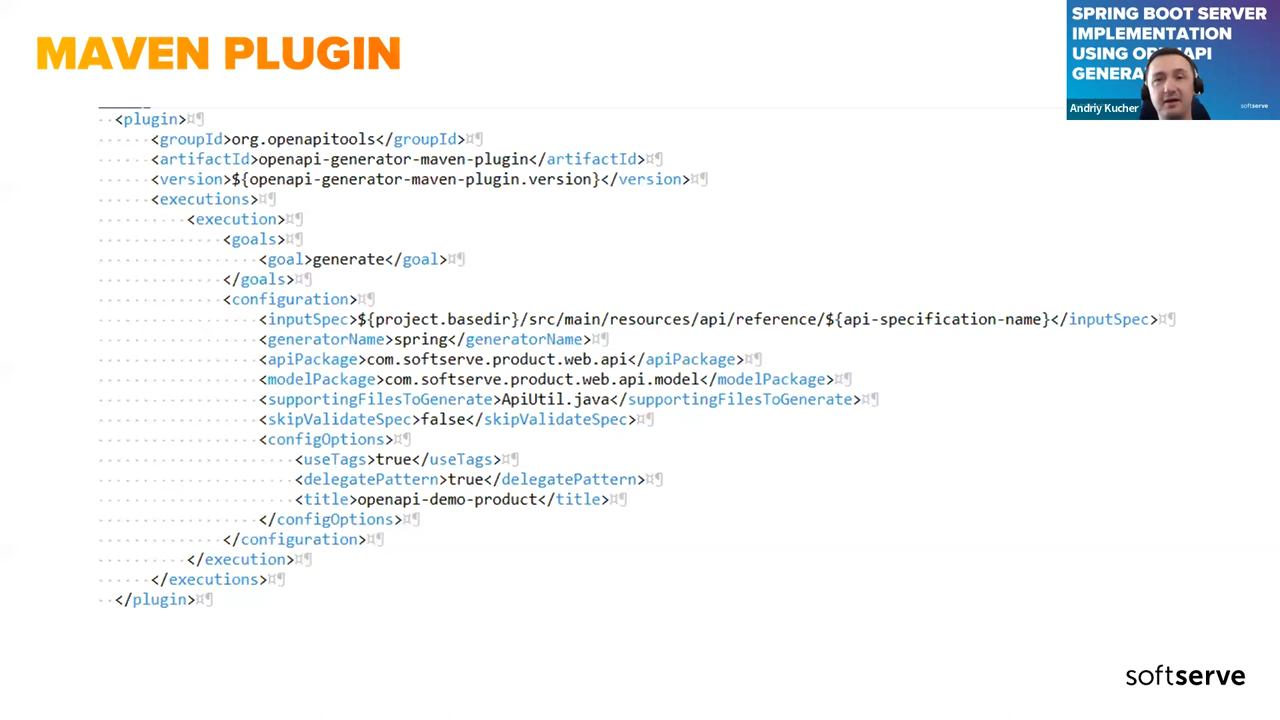 MAVEN PLUGIN
SPRING BOOT SERVER
IMPLEMENTATION
USING API
Andriy Kucher
softserve
<plugin>¤¶
<groupId>org.openapitools</groupId>¤¶
<artifactId>openapi-generator-maven-plugin</artifactId>¤¶
<version>${openapi-generator-maven-plugin.version}</version>¤¶
<executions>¤¶
<execution>¤¶
<goals>¤¶
<goal>generate</goal>¤¶
</goals>¤¶
<configuration>¤¶
<inputSpec>${project.basedir}/src/main/resources/api/reference/${api-specification-name}</inputSpec>¤¶
<generatorName>spring</generatorName>¤¶
<apiPackage>com.softserve.product.web.api</apiPackage>¤¶
<modelPackage>com.softserve.product.web.api.model</modelPackage>¤¶
<supportingFilesToGenerate>ApiUtil.java</supportingFilesToGenerate>¤¶
<skipValidateSpec>false</skipValidateSpec>¤¶
<configOptions>¤¶
<useTags>true</useTags>¤¶
<delegatePattern>true</delegatePattern>¤¶
<title>openapi-demo-product</title>¤¶
</configOptions>¤¶
</configuration>¤¶
</execution>¤¶
</executions>¤¶
</plugin>¤¶
softserve